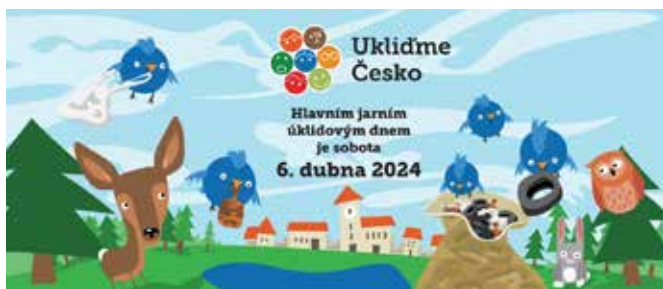 Ukliďme
Česko
Hlavním jarním
úklidovým dnem
je sobota
6. dubna 2024